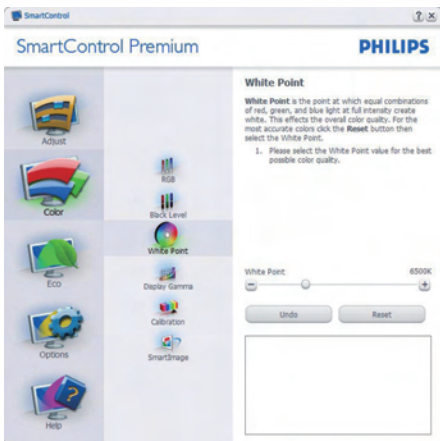 SmartControl
SmartControl Premium
PHILIPS
Adjust
Color
Eco
Options
Help
RGB
Black Level
White Point
Display Gamma
Calibration
SmartImage
White Point
White Point is the point at which equal combinations
of red, green, and blue light at full intensity create
white. This effects the overall color quality. For the
most accurate colors click the Reset button then
select the White Point.
1. Please select the White Point value for the best
possible color quality.
White Point 6500K
Undo Reset